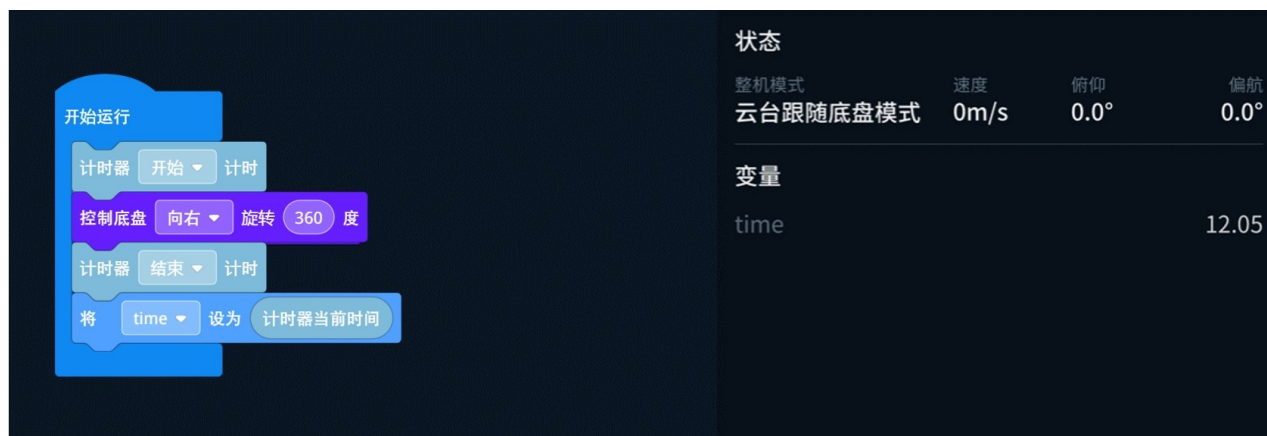 开始运行
计时器 开始 计时
控制底盘 向右 旋转 360 度
计时器 结束 计时
将 time 设为 计时器当前时间
状态
整机模式 速度 俯仰 偏航
云台跟随底盘模式 0m/s 0.0° 0.0°
变量
time 12.05